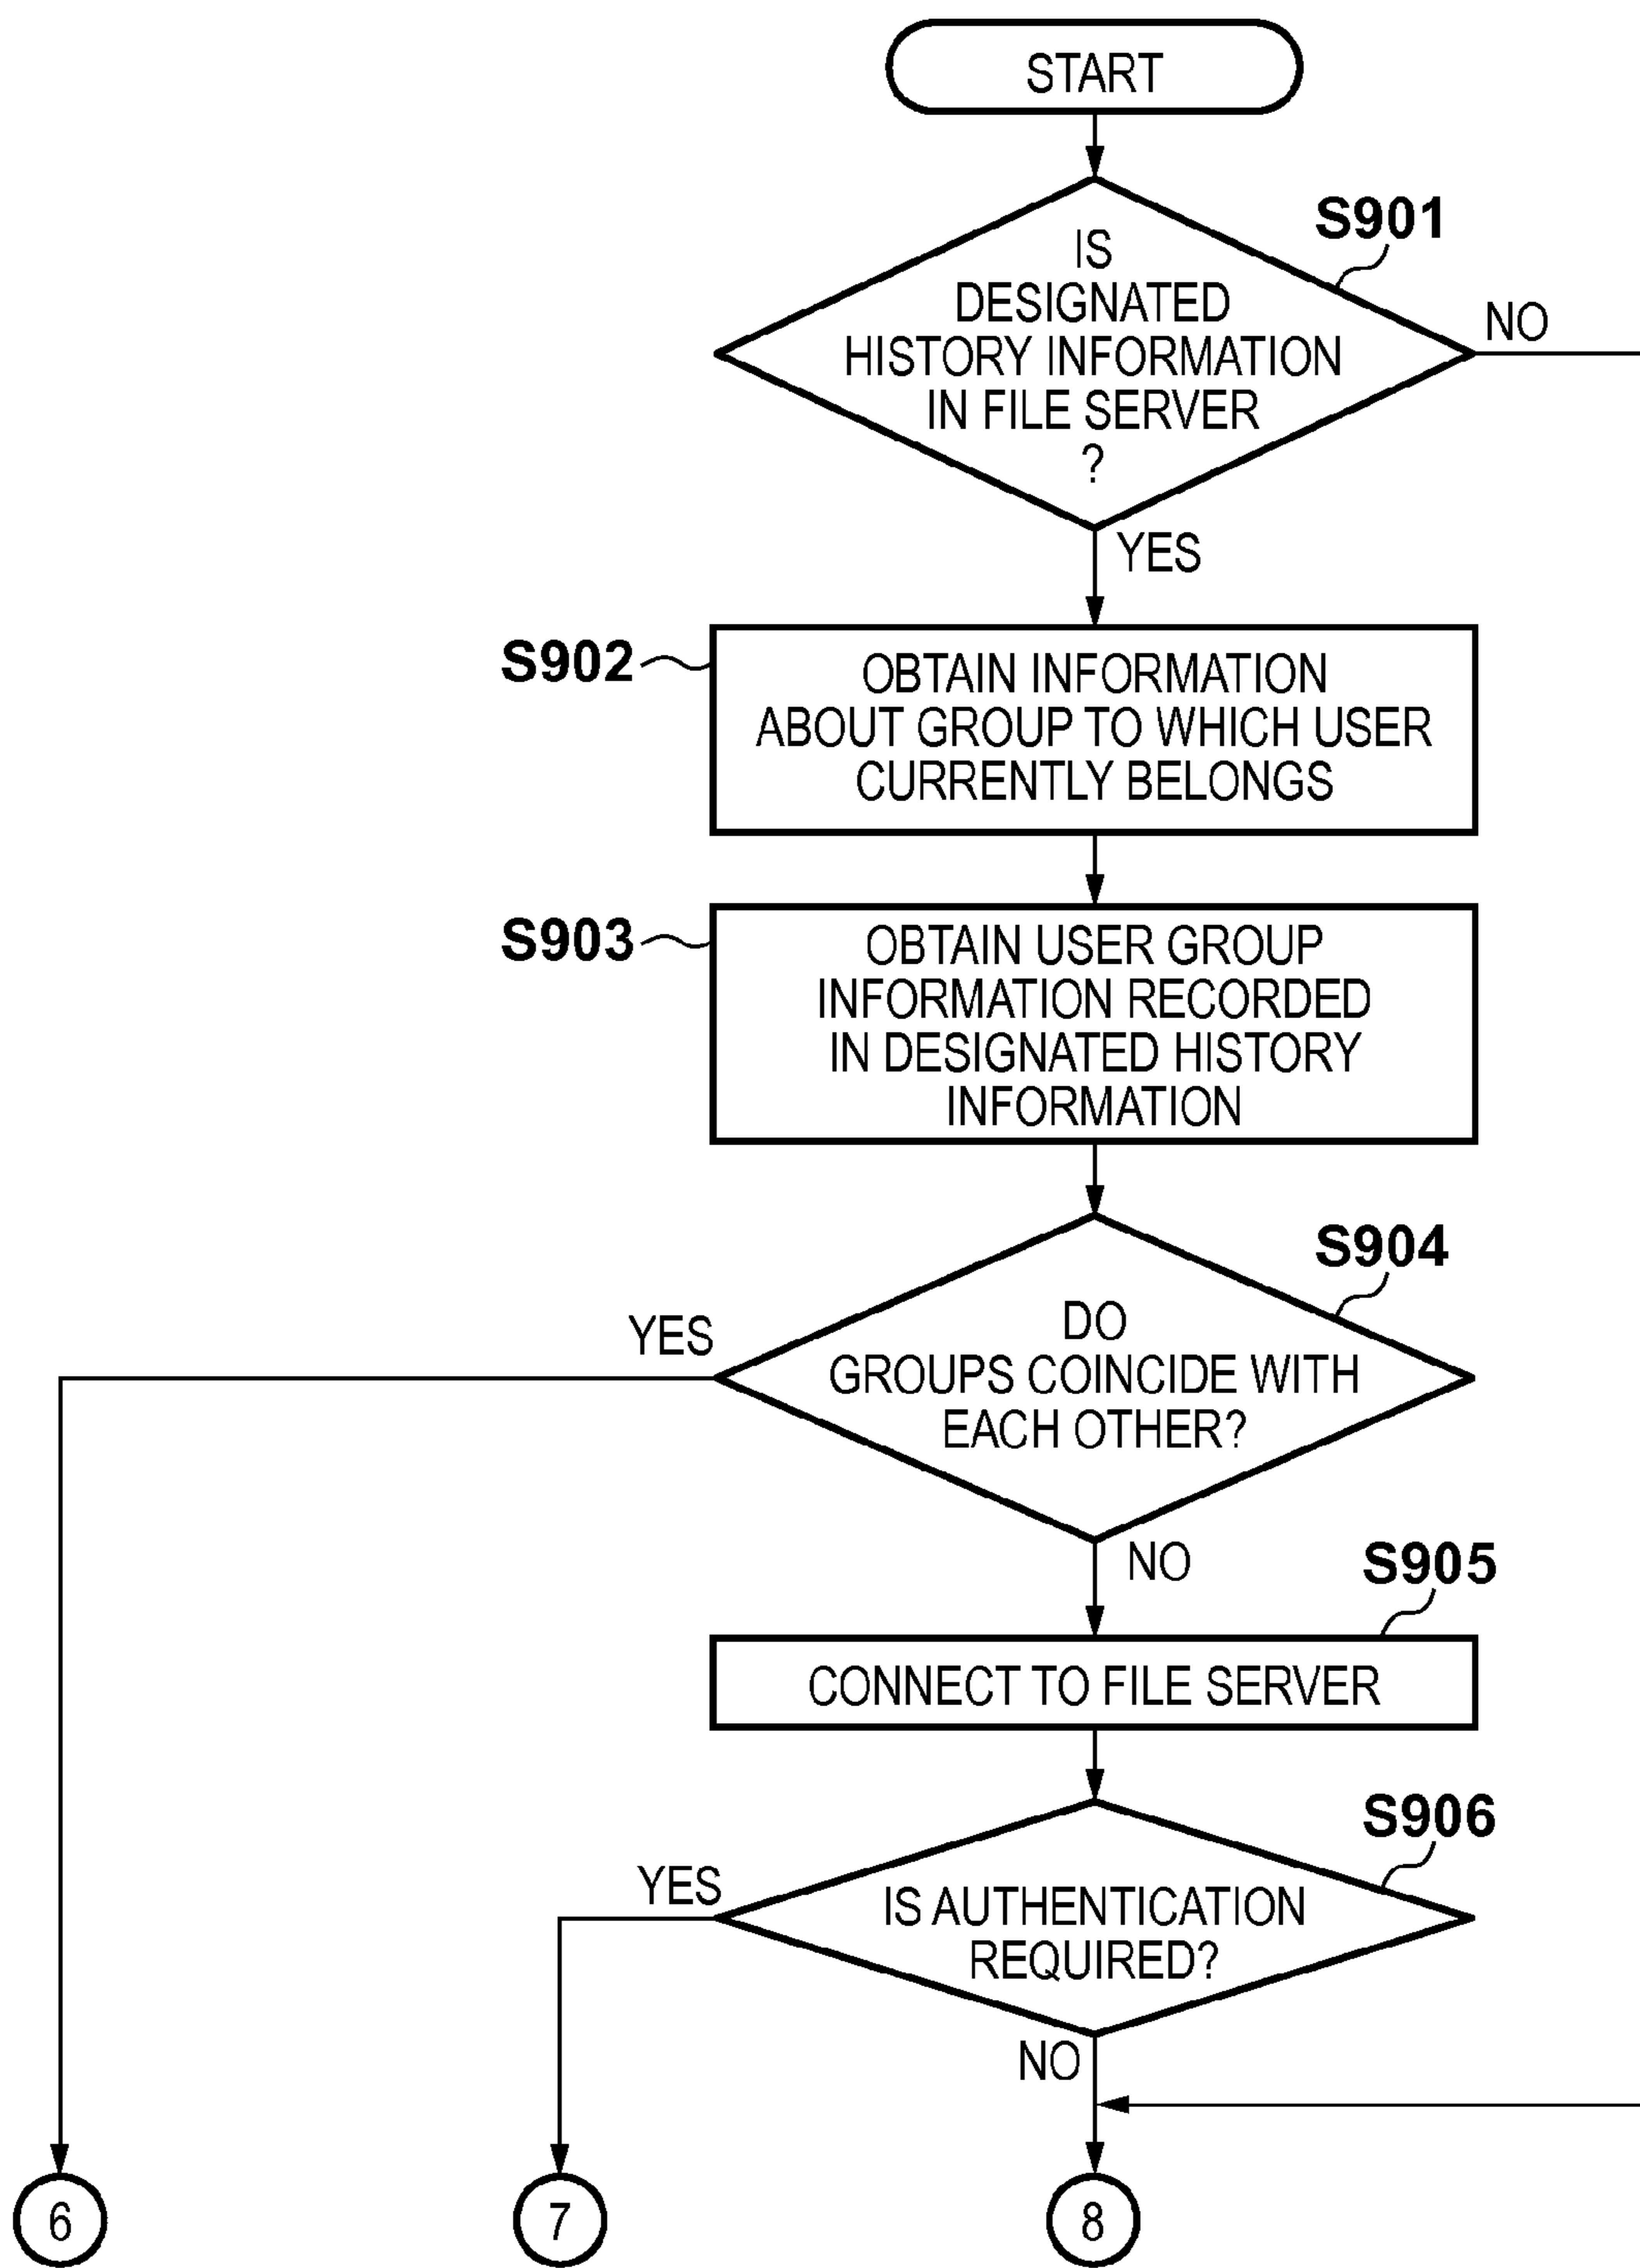 START
S901
IS
DESIGNATED
HISTORY INFORMATION
IN FILE SERVER
?
NO
YES
S902
OBTAIN INFORMATION
ABOUT GROUP TO WHICH USER
CURRENTLY BELONGS
S903
OBTAIN USER GROUP
INFORMATION RECORDED
IN DESIGNATED HISTORY
INFORMATION
S904
YES
DO
GROUPS COINCIDE WITH
EACH OTHER?
NO
S905
CONNECT TO FILE SERVER
S906
YES
IS AUTHENTICATION
REQUIRED?
NO
6
7
8